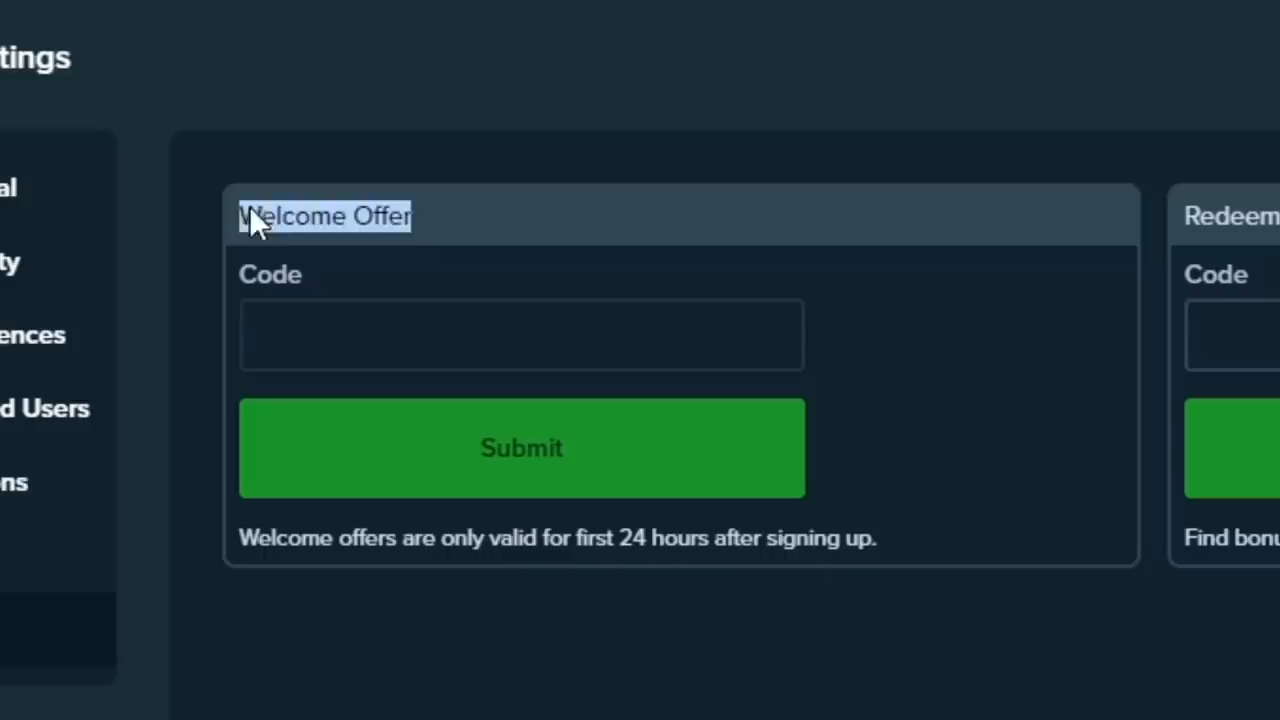 tings
al
ty
ences
d Users
ns
Welcome Offer
Code
Submit
Welcome offers are only valid for first 24 hours after signing up.
Redeem
Code
Find bonu